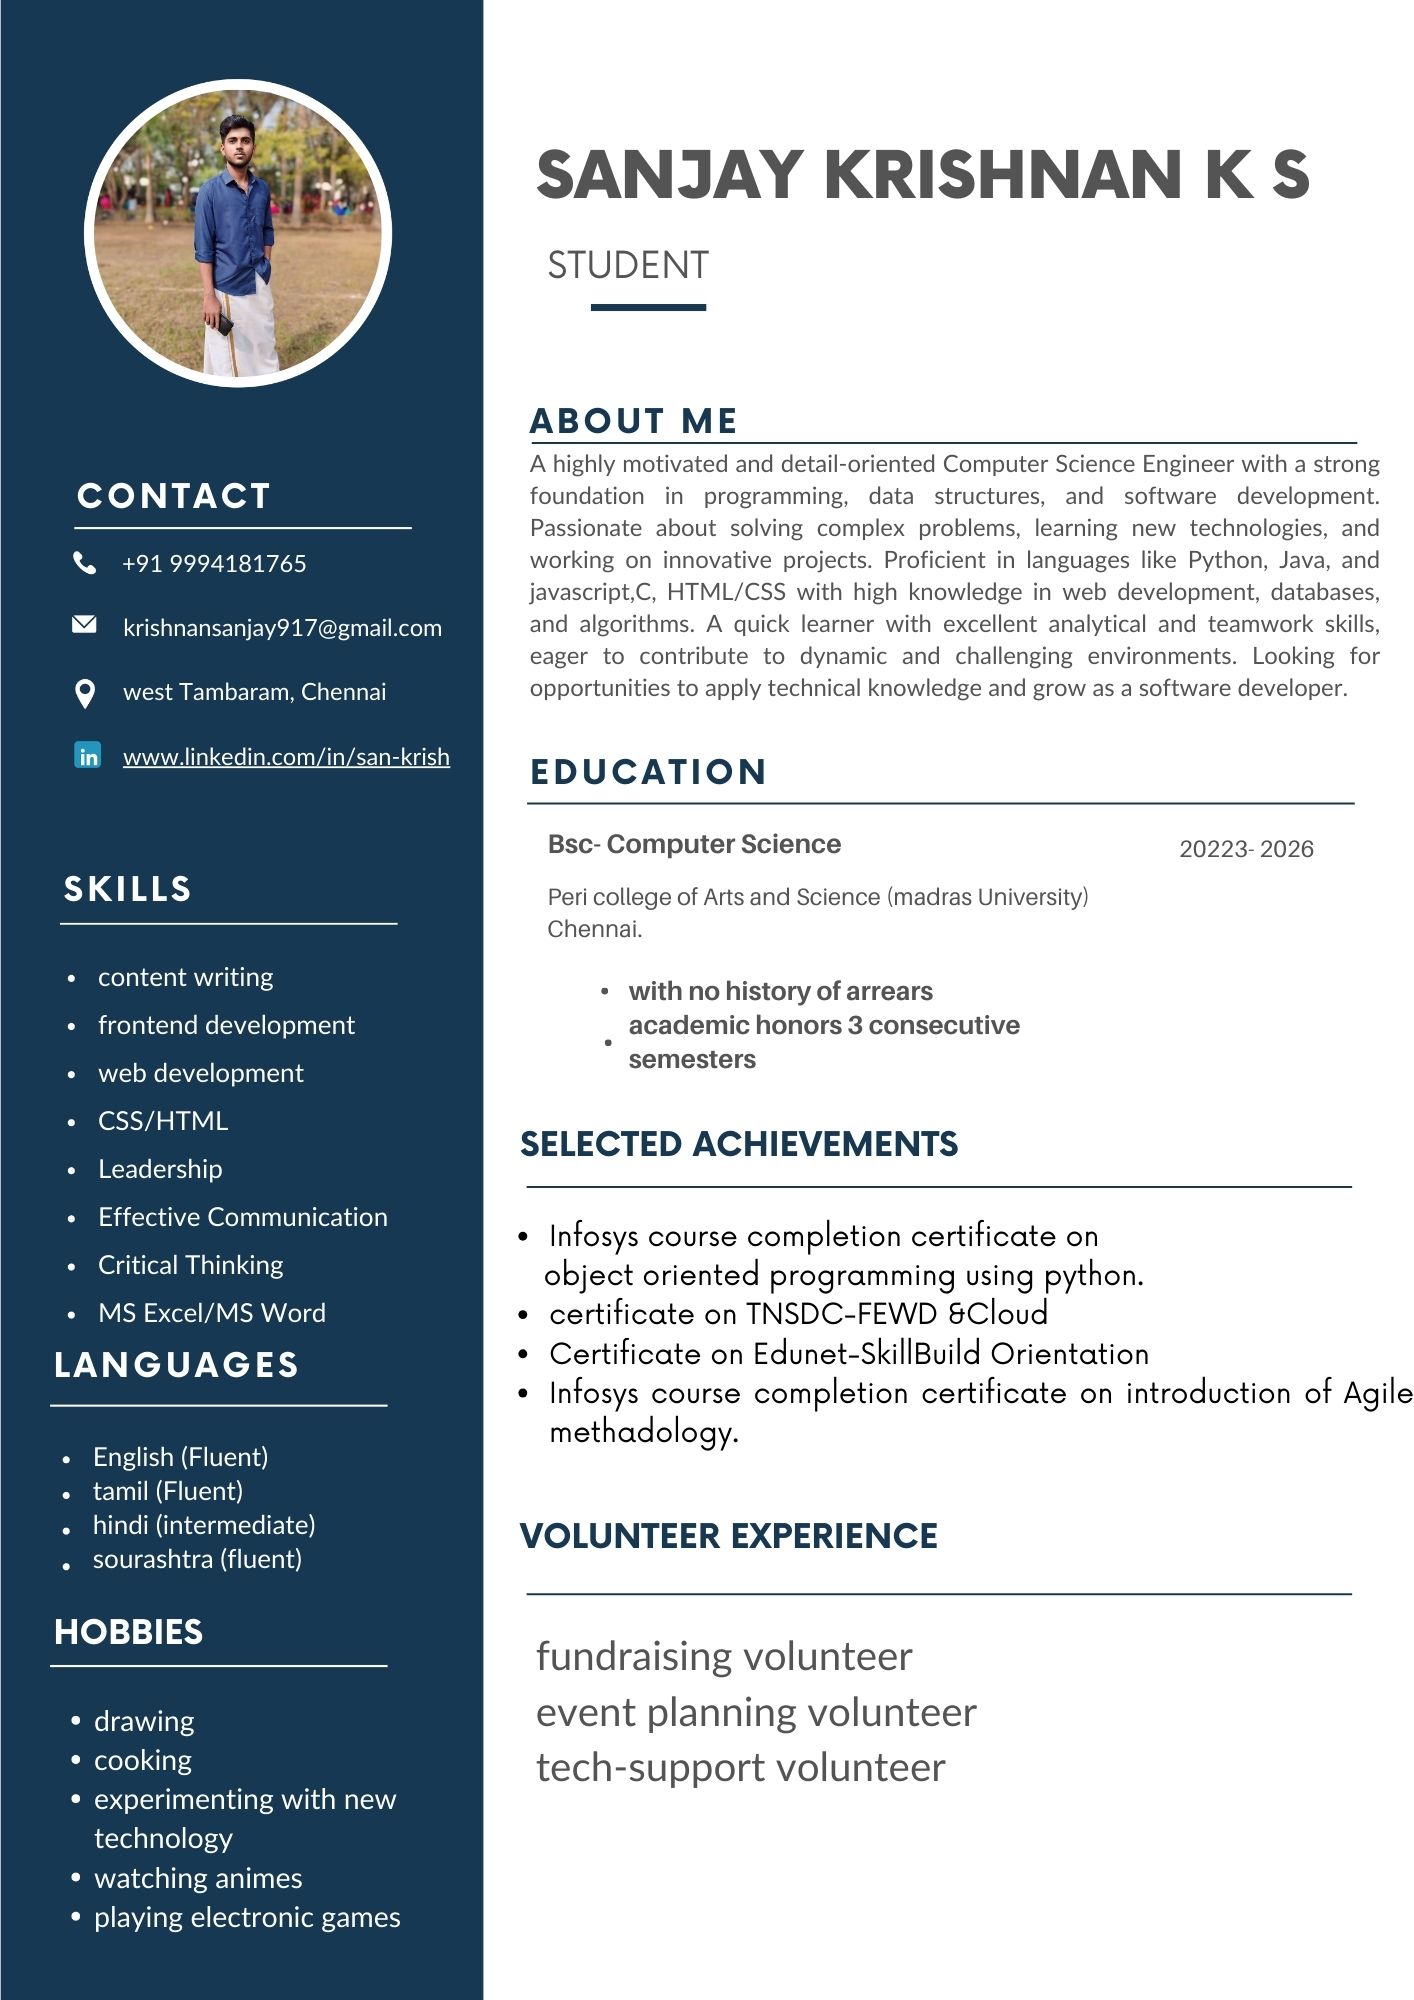 SANJAY KRISHNAN K S
STUDENT
CONTACT
+91 9994181765
krishnansanjay917@gmail.com
west Tambaram, Chennai
in
www.linkedin.com/in/san-krish
SKILLS
• content writing
• frontend development
• web development
• CSS/HTML
• Leadership
• Effective Communication
• Critical Thinking
• MS Excel/MS Word
LANGUAGES
• English (Fluent)
• tamil (Fluent)
• hindi (intermediate)
• sourashtra (fluent)
HOBBIES
• drawing
• cooking
• experimenting with new
technology
• watching animes
• playing electronic games
ABOUT ME
A highly motivated and detail-oriented Computer Science Engineer with a strong
foundation in programming, data structures, and software development.
Passionate about solving complex problems, learning new technologies, and
working on innovative projects. Proficient in languages like Python, Java, and
javascript,C, HTML/CSS with high knowledge in web development, databases,
and algorithms. A quick learner with excellent analytical and teamwork skills,
eager to contribute to dynamic and challenging environments. Looking for
opportunities to apply technical knowledge and grow as a software developer.
EDUCATION
Bsc- Computer Science
20223- 2026
Peri college of Arts and Science (madras University)
Chennai.
• with no history of arrears
• academic honors 3 consecutive
semesters
SELECTED ACHIEVEMENTS
• Infosys course completion certificate on
object oriented programming using python.
• certificate on TNSDC-FEWD &Cloud
• Certificate on Edunet-SkillBuild Orientation
• Infosys course completion certificate on introduction of Agile
methadology.
VOLUNTEER EXPERIENCE
fundraising volunteer
event planning volunteer
tech-support volunteer